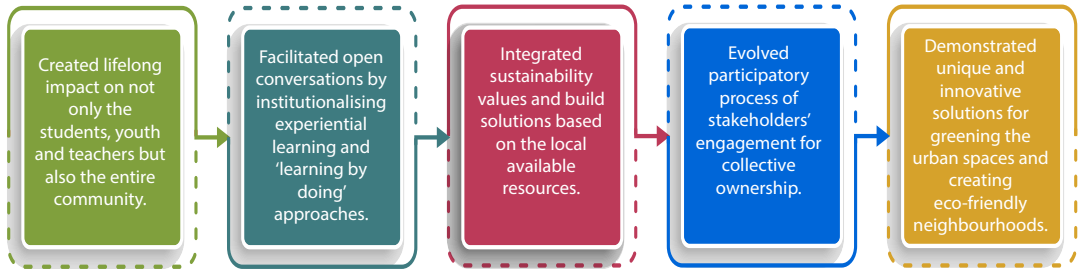 Created lifelong
impact on not
only the
students, youth
and teachers but
also the entire
community.
Facilitated open
conversations by
institutionalising
experiential
learning and
‘learning by
doing’
approaches.
Integrated
sustainability
values and build
solutions based
on the local
available
resources.
Evolved
participatory
process of
stakeholders’
engagement for
collective
ownership.
Demonstrated
unique and
innovative
solutions for
greening the
urban spaces and
creating
eco-friendly
neighbourhoods.